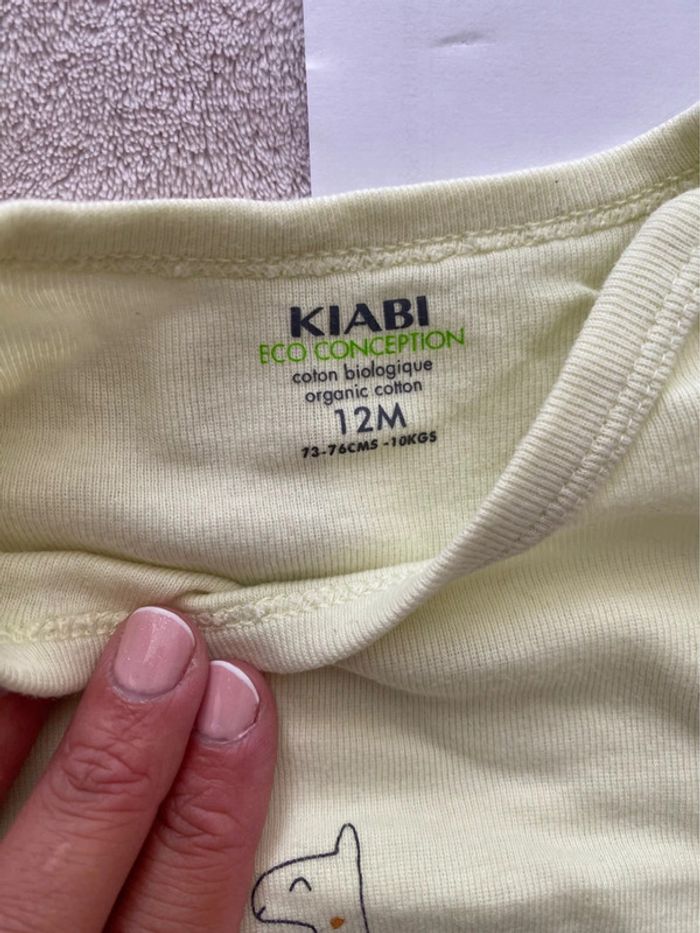 KIABI
ECO CONCEPTION
coton biologique
organic cotton
12M
73-76CMS -10KGS